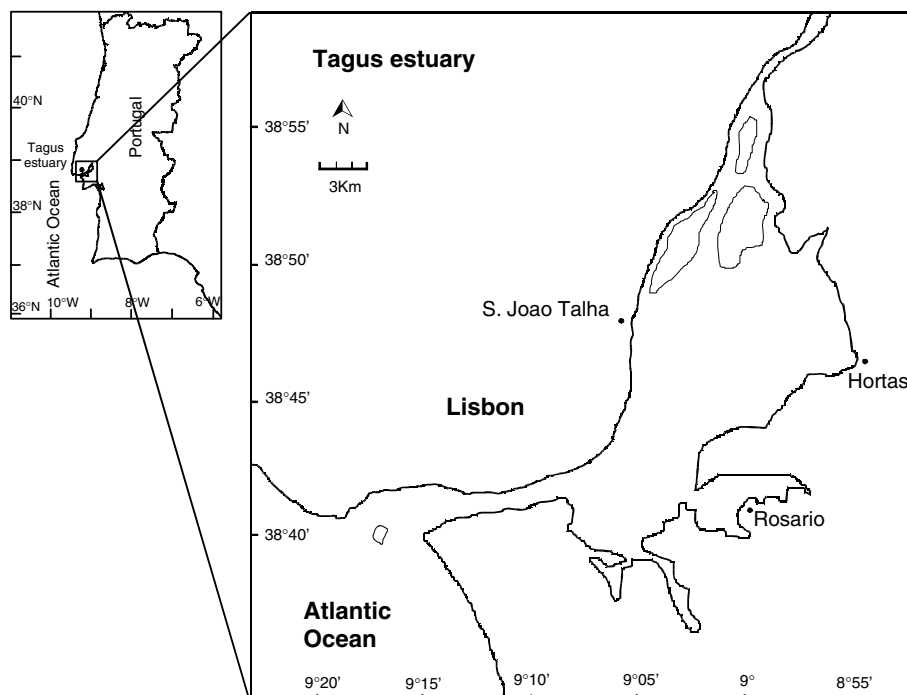 40°N
Portugal
Tagus
estuary
Atlantic Ocean
38°N
36°N
10°W
8°W
6°W
Tagus estuary
N
3Km
38°55’
38°50’
38°45’
38°40’
S. Joao Talha
Hortas
Lisbon
Rosario
Atlantic
Ocean
9°20’
9°15’
9°10’
9°05’
9°
8°55’